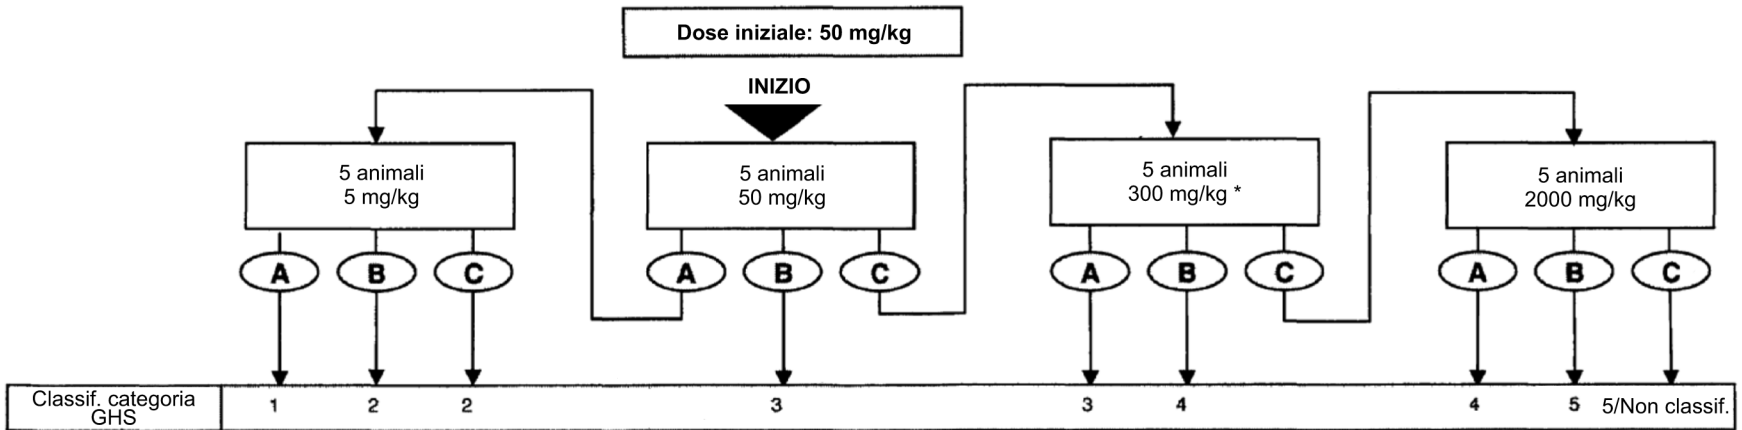 Dose iniziale: 50 mg/kg
INIZIO
5 animali
5 mg/kg
5 animali
50 mg/kg
5 animali
300 mg/kg *
5 animali
2000 mg/kg
A B C A B C A B C A B C
Classif. categoria
GHS
1 2 2 3 3 4 4 5 5/Non classif.